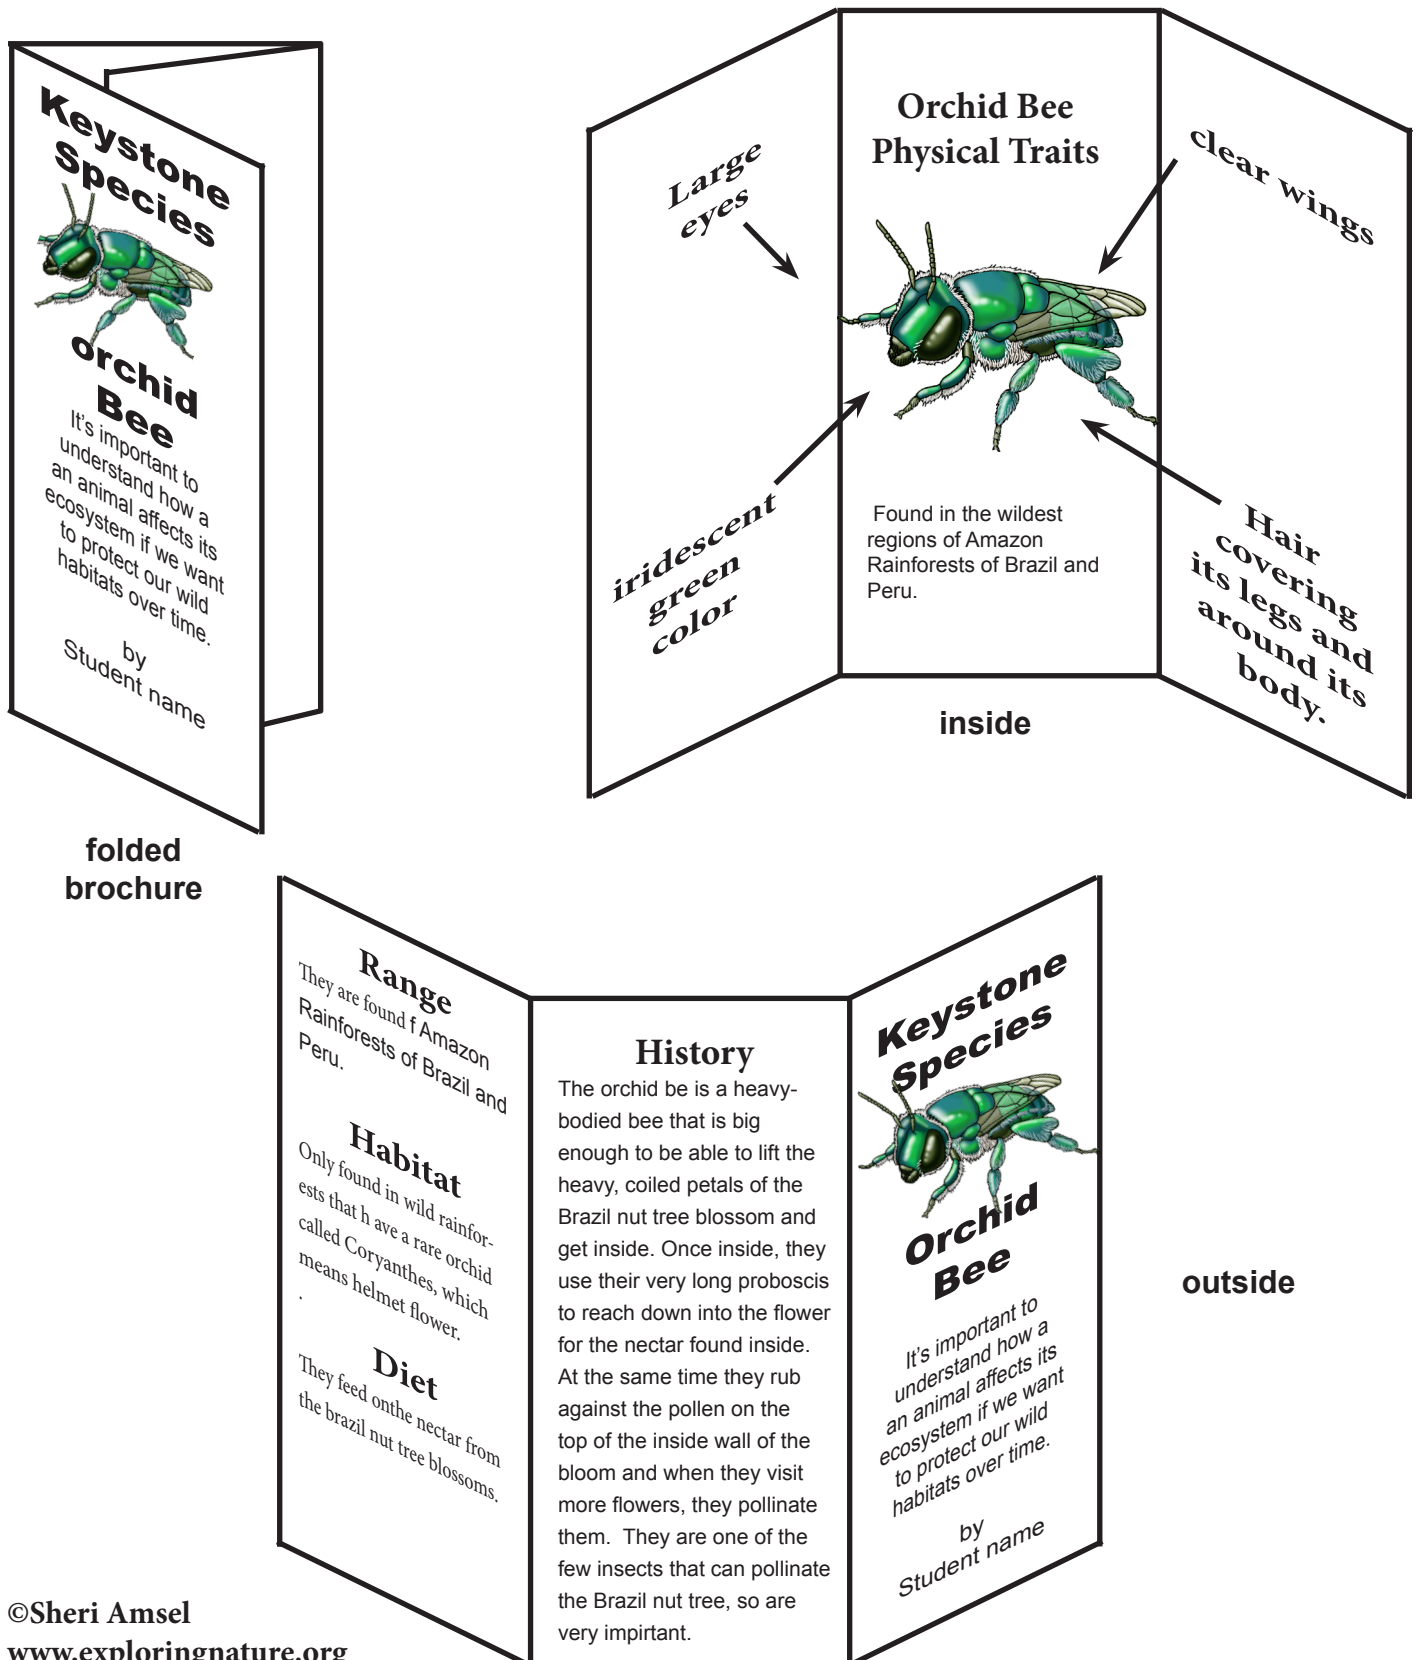 Keystone
Species
orchid
Bee
It's important to
understand how a
an animal affects its
ecosystem if we want
to protect our wild
habitats over time.
by
Student name
folded
brochure
Orchid Bee
Physical Traits
Large
eyes
clear wings
iridescent
green
color
Found in the wildest
regions of Amazon
Rainforests of Brazil and
Peru.
Hair
covering
its legs and
around its
body.
inside
Range
They are found f Amazon
Rainforests of Brazil and
Peru.
Habitat
Only found in wild rainfor-
ests that h ave a rare orchid
called Coryanthes, which
means helmet flower.
.
Diet
They feed onthe nectar from
the brazil nut tree blossoms.
History
The orchid be is a heavy-
bodied bee that is big
enough to be able to lift the
heavy, coiled petals of the
Brazil nut tree blossom and
get inside. Once inside, they
use their very long proboscis
to reach down into the flower
for the nectar found inside.
At the same time they rub
against the pollen on the
top of the inside wall of the
bloom and when they visit
more flowers, they pollinate
them.  They are one of the
few insects that can pollinate
the Brazil nut tree, so are
very impirtant.
Keystone
Species
Orchid
Bee
It's important to
understand how a
an animal affects its
ecosystem if we want
to protect our wild
habitats over time.
by
Student name
outside
©Sheri Amsel
www.exploringnature.org